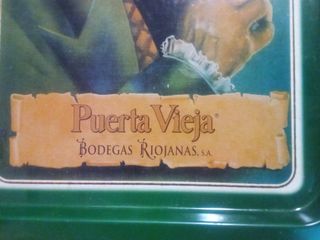 Puerta Vieja®
BODEGAS RIOJANAS, S.A.